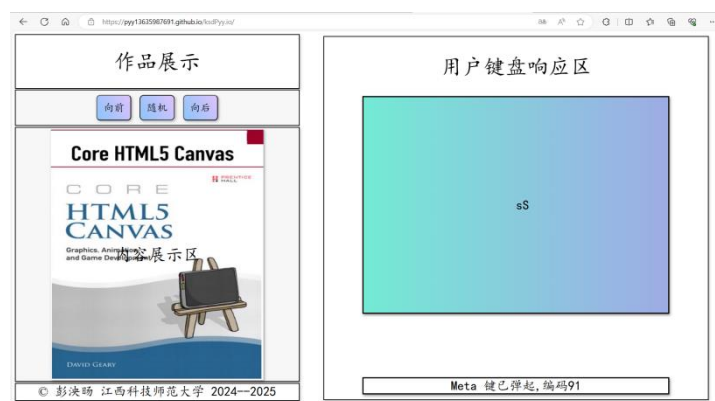 https://pyy13635987691.github.io/ksdPyy.io/
作品展示
向前 随机 向后
Core HTML5 Canvas
PRENTICE HALL
CORE
HTML5
CANVAS
Graphics, Animation,
and Game Development
内容展示区
DAVID GEARY
© 彭泱旸 江西科技师范大学 2024--2025
用户键盘响应区
sS
Meta 键已弹起,编码91